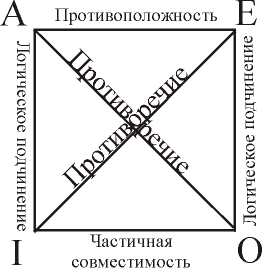 A Противоположность E
Логическое подчинение
Противоречие
Противоречие
Логическое подчинение
I Частичная O
совместимость